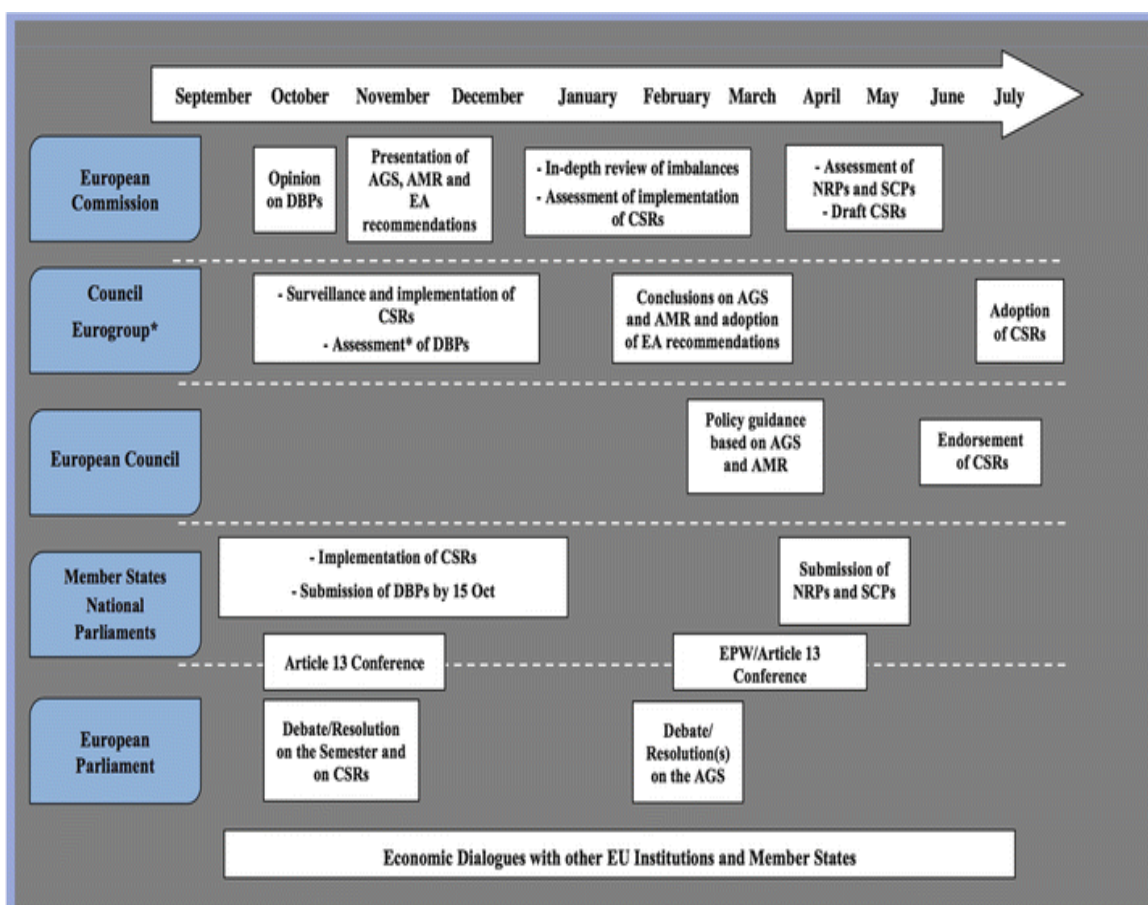 September October November December January February March April May June July
European
Commission
Opinion
on DBPs
Presentation of
AGS, AMR and
EA
recommendations
- In-depth review of imbalances
- Assessment of implementation
of CSRs
- Assessment of
NRPs and SCPs
- Draft CSRs
Council
Eurogroup*
- Surveillance and implementation of
CSRs
- Assessment* of DBPs
Conclusions on AGS
and AMR and adoption
of EA recommendations
Adoption
of CSRs
European Council
Policy guidance
based on AGS
and AMR
Endorsement
of CSRs
Member States
National
Parliaments
- Implementation of CSRs
- Submission of DBPs by 15 Oct
Submission of
NRPs and SCPs
Article 13 Conference
EPW/Article 13
Conference
European
Parliament
Debate/Resolution
on the Semester and
on CSRs
Debate/
Resolution(s)
on the AGS
Economic Dialogues with other EU Institutions and Member States